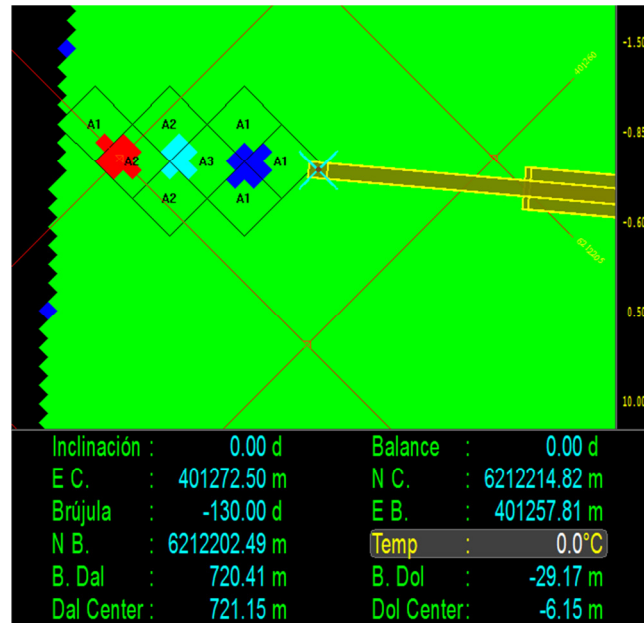 -1.50
401260
A1 A2 A1
-0.85
A2 A3 A1
A2 A1
-0.60
0.50
10.00
Inclinación : 0.00 d Balance : 0.00 d
E C. : 401272.50 m N C. : 6212214.82 m
Brújula : -130.00 d E B. : 401257.81 m
N B. : 6212202.49 m Temp : 0.0°C
B. Dal : 720.41 m B. Dol : -29.17 m
Dal Center : 721.15 m Dol Center: -6.15 m